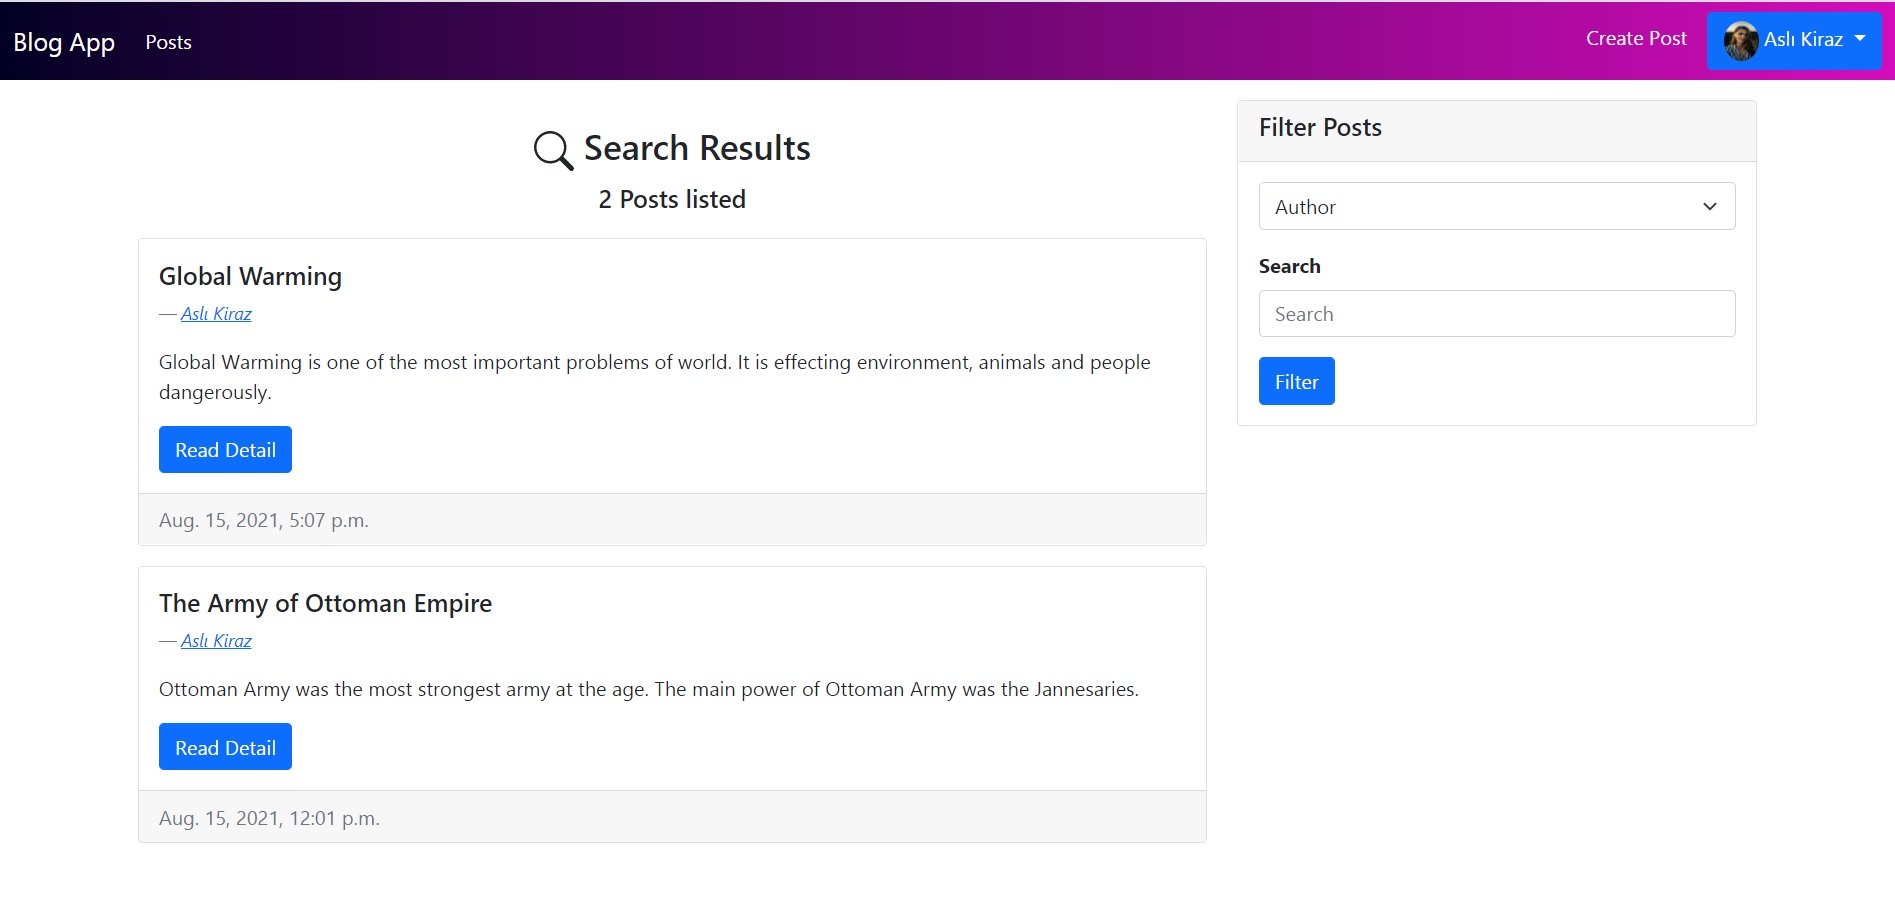 Blog App
Posts
Create Post
Aslı Kiraz
Search Results
2 Posts listed
Global Warming
— Aslı Kiraz
Global Warming is one of the most important problems of world. It is effecting environment, animals and people
dangerously.
Read Detail
Aug. 15, 2021, 5:07 p.m.
The Army of Ottoman Empire
— Aslı Kiraz
Ottoman Army was the most strongest army at the age. The main power of Ottoman Army was the Jannesaries.
Read Detail
Aug. 15, 2021, 12:01 p.m.
Filter Posts
Author
Search
Search
Filter